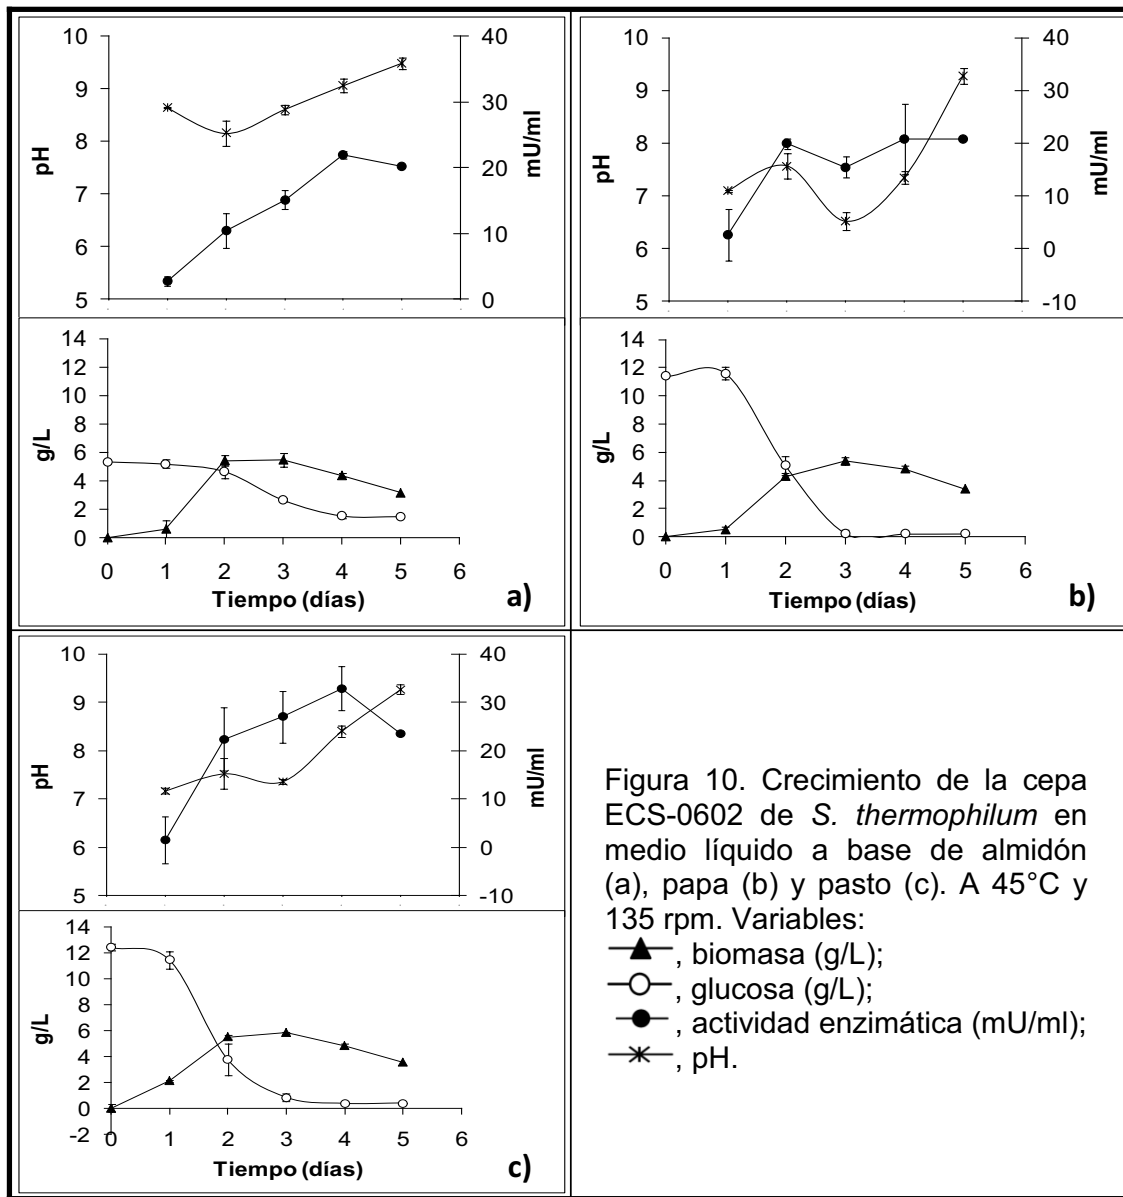 10
9
8
7
6
5
pH
40
30
20
10
0
mU/ml
14
12
10
8
6
4
2
0
g/L
0 1 2 3 4 5 6
Tiempo (días)
a)
10
9
8
7
6
5
pH
40
30
20
10
0
-10
mU/ml
14
12
10
8
6
4
2
0
g/L
0 1 2 3 4 5 6
Tiempo (días)
b)
10
9
8
7
6
5
pH
40
30
20
10
0
-10
mU/ml
14
12
10
8
6
4
2
0
-2
g/L
0 1 2 3 4 5 6
Tiempo (días)
c)
Figura 10. Crecimiento de la cepa
ECS-0602 de S. thermophilum en
medio líquido a base de almidón
(a), papa (b) y pasto (c). A 45°C y
135 rpm. Variables:
, biomasa (g/L);
, glucosa (g/L);
, actividad enzimática (mU/ml);
, pH.